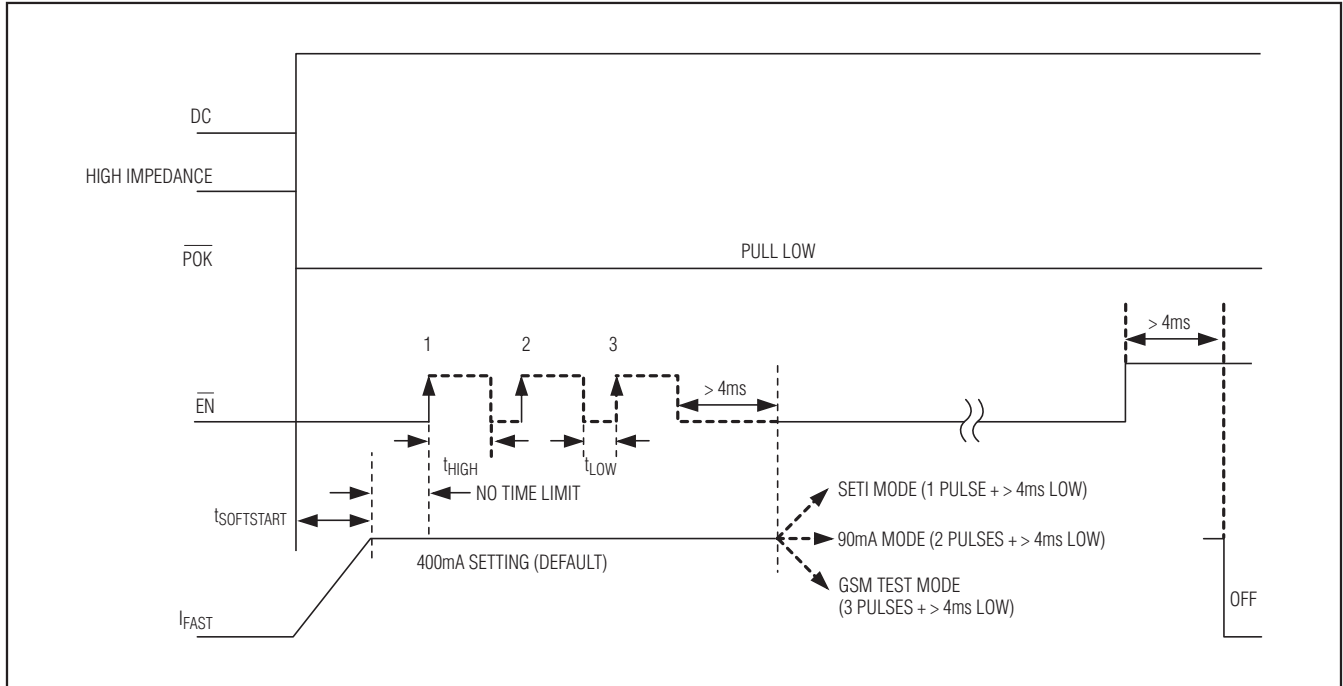 DC
HIGH IMPEDANCE
POK
PULL LOW
> 4ms
1 2 3
> 4ms
EN
tHIGH
tLOW
NO TIME LIMIT
tSOFTSTART
SETI MODE (1 PULSE + > 4ms LOW)
90mA MODE (2 PULSES + > 4ms LOW)
400mA SETTING (DEFAULT)
GSM TEST MODE
(3 PULSES + > 4ms LOW)
OFF
IFAST